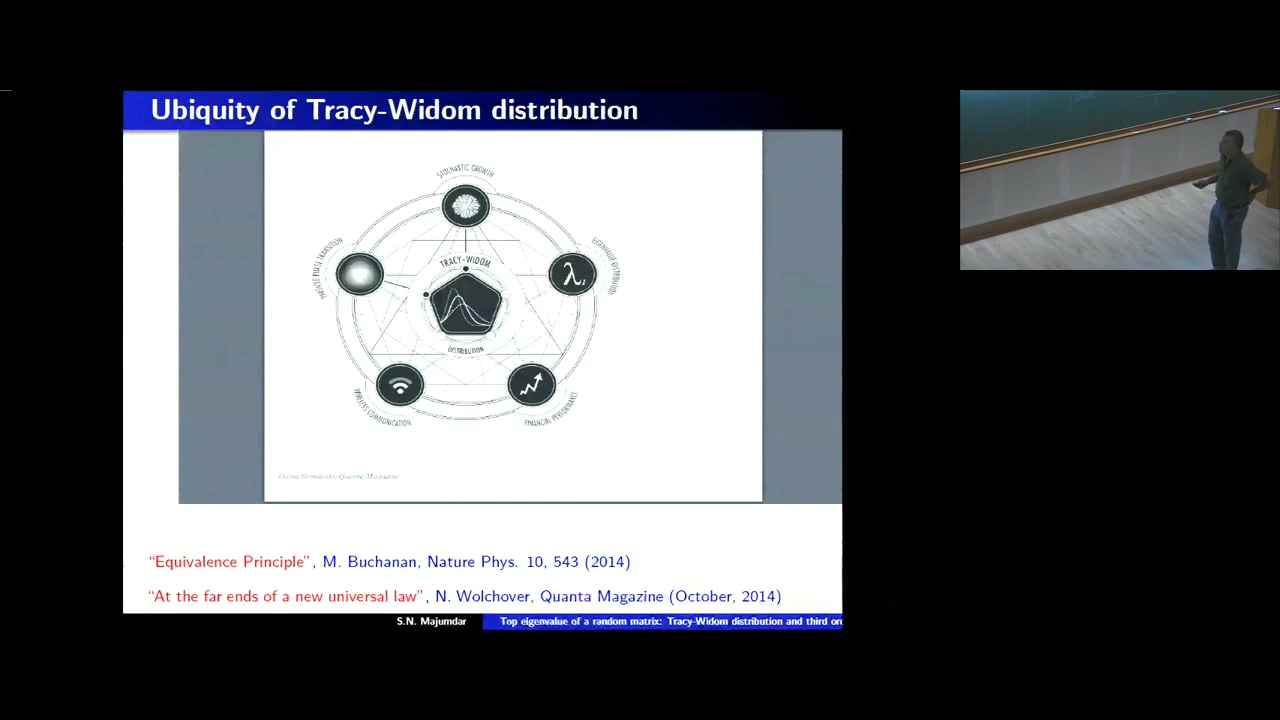 Ubiquity of Tracy-Widom distribution
STOCHASTIC GROWTH
EIGENVALUE DISTRIBUTION
TRACY-WIDOM
λ
DISTRIBUTION
WIRELESS COMMUNICATION
FINANCIAL PERFORMANCE
Quanta Magazine
“Equivalence Principle”, M. Buchanan, Nature Phys. 10, 543 (2014)
“At the far ends of a new universal law”, N. Wolchover, Quanta Magazine (October, 2014)
S.N. Majumdar
Top eigenvalue of a random matrix: Tracy-Widom distribution and third